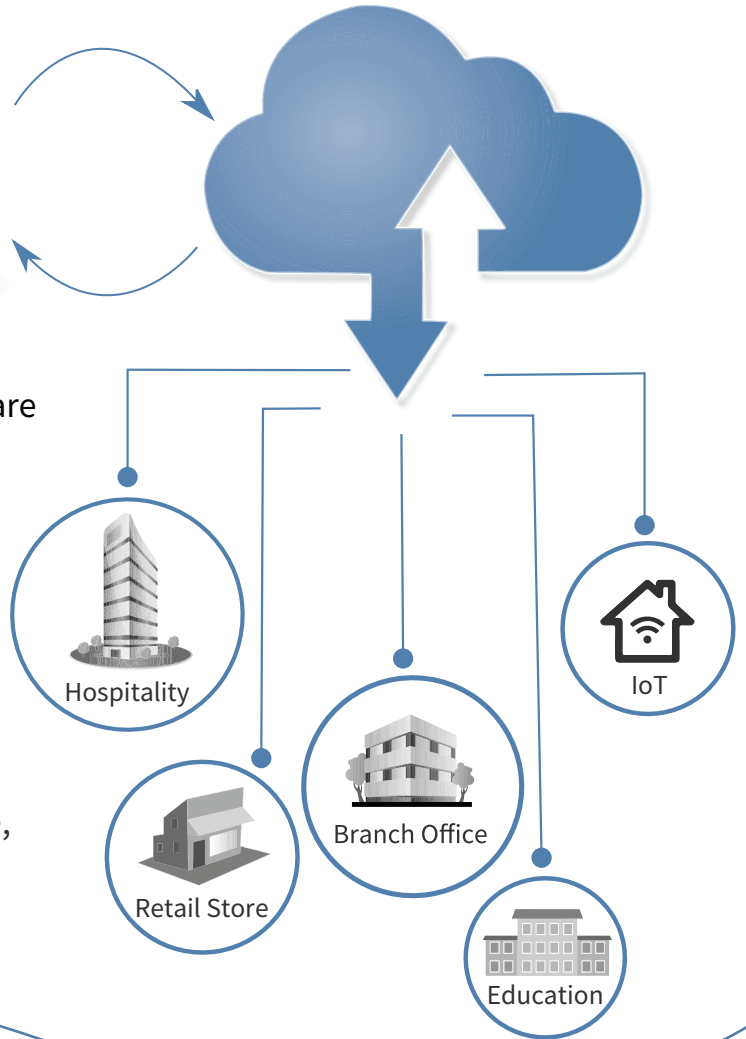 are
Hospitality
IoT
,
Branch Office
Retail Store
Education